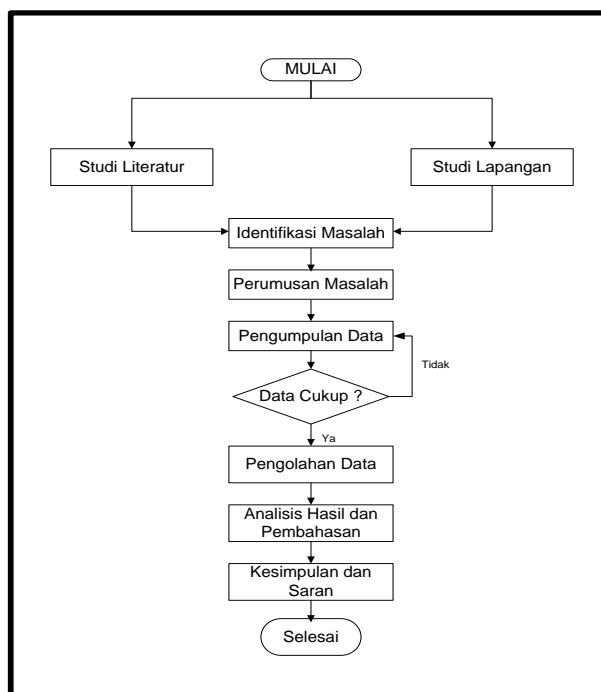 MULAI
Studi Literatur
Studi Lapangan
Identifikasi Masalah
Perumusan Masalah
Pengumpulan Data
Tidak
Data Cukup ?
Ya
Pengolahan Data
Analisis Hasil dan
Pembahasan
Kesimpulan dan
Saran
Selesai